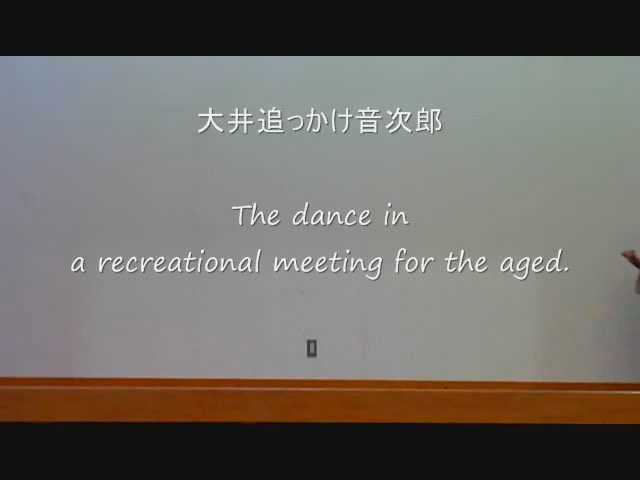 大井追っかけ音次郎
The dance in
a recreational meeting for the aged.